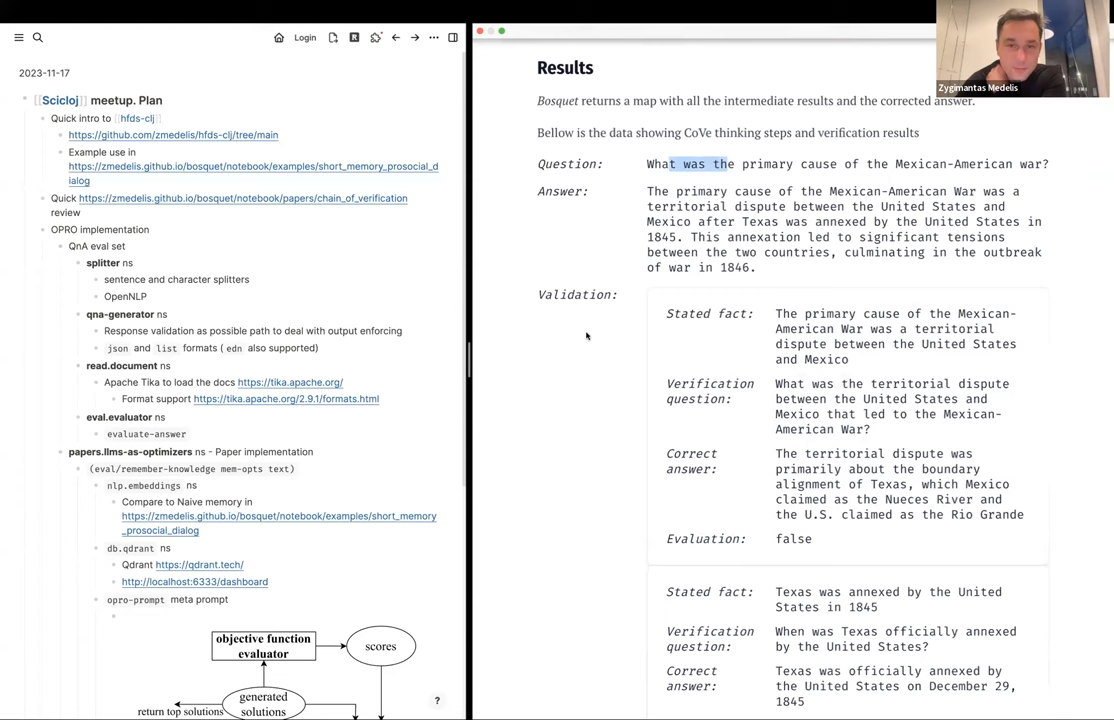 Login
2023-11-17
[[Scicloj]] meetup. Plan
Quick intro to [[hfds-clj]]
https://github.com/zmedelis/hfds-clj/tree/main
Example use in
https://zmedelis.github.io/bosquet/notebook/examples/short_memory_prosocial_d
ialog
Quick https://zmedelis.github.io/bosquet/notebook/papers/chain_of_verification
review
OPRO implementation
QnA eval set
splitter ns
sentence and character splitters
OpenNLP
qna-generator ns
Response validation as possible path to deal with output enforcing
json and list formats ( edn also supported)
read.document ns
Apache Tika to load the docs https://tika.apache.org/
Format support https://tika.apache.org/2.9.1/formats.html
eval.evaluator ns
evaluate-answer
papers.llms-as-optimizers ns - Paper implementation
(eval/remember-knowledge mem-opts text)
nlp.embeddings ns
Compare to Naive memory in
https://zmedelis.github.io/bosquet/notebook/examples/short_memory
_prosocial_dialog
db.qdrant ns
Qdrant https://qdrant.tech/
http://localhost:6333/dashboard
opro-prompt meta prompt
objective function
evaluator
scores
generated
solutions
return top solutions
?
Zygimantas Medelis
Results
Bosquet returns a map with all the intermediate results and the corrected answer.
Bellow is the data showing CoVe thinking steps and verification results
Question: What was the primary cause of the Mexican-American war?
Answer: The primary cause of the Mexican-American War was a
territorial dispute between the United States and
Mexico after Texas was annexed by the United States in
1845. This annexation led to significant tensions
between the two countries, culminating in the outbreak
of war in 1846.
Validation:
Stated fact: The primary cause of the Mexican-
American War was a territorial
dispute between the United States
and Mexico
Verification What was the territorial dispute
question: between the United States and
Mexico that led to the Mexican-
American War?
Correct The territorial dispute was
answer: primarily about the boundary
alignment of Texas, which Mexico
claimed as the Nueces River and
the U.S. claimed as the Rio Grande
Evaluation: false
Stated fact: Texas was annexed by the United
States in 1845
Verification When was Texas officially annexed
question: by the United States?
Correct Texas was officially annexed by
answer: the United States on December 29,
1845